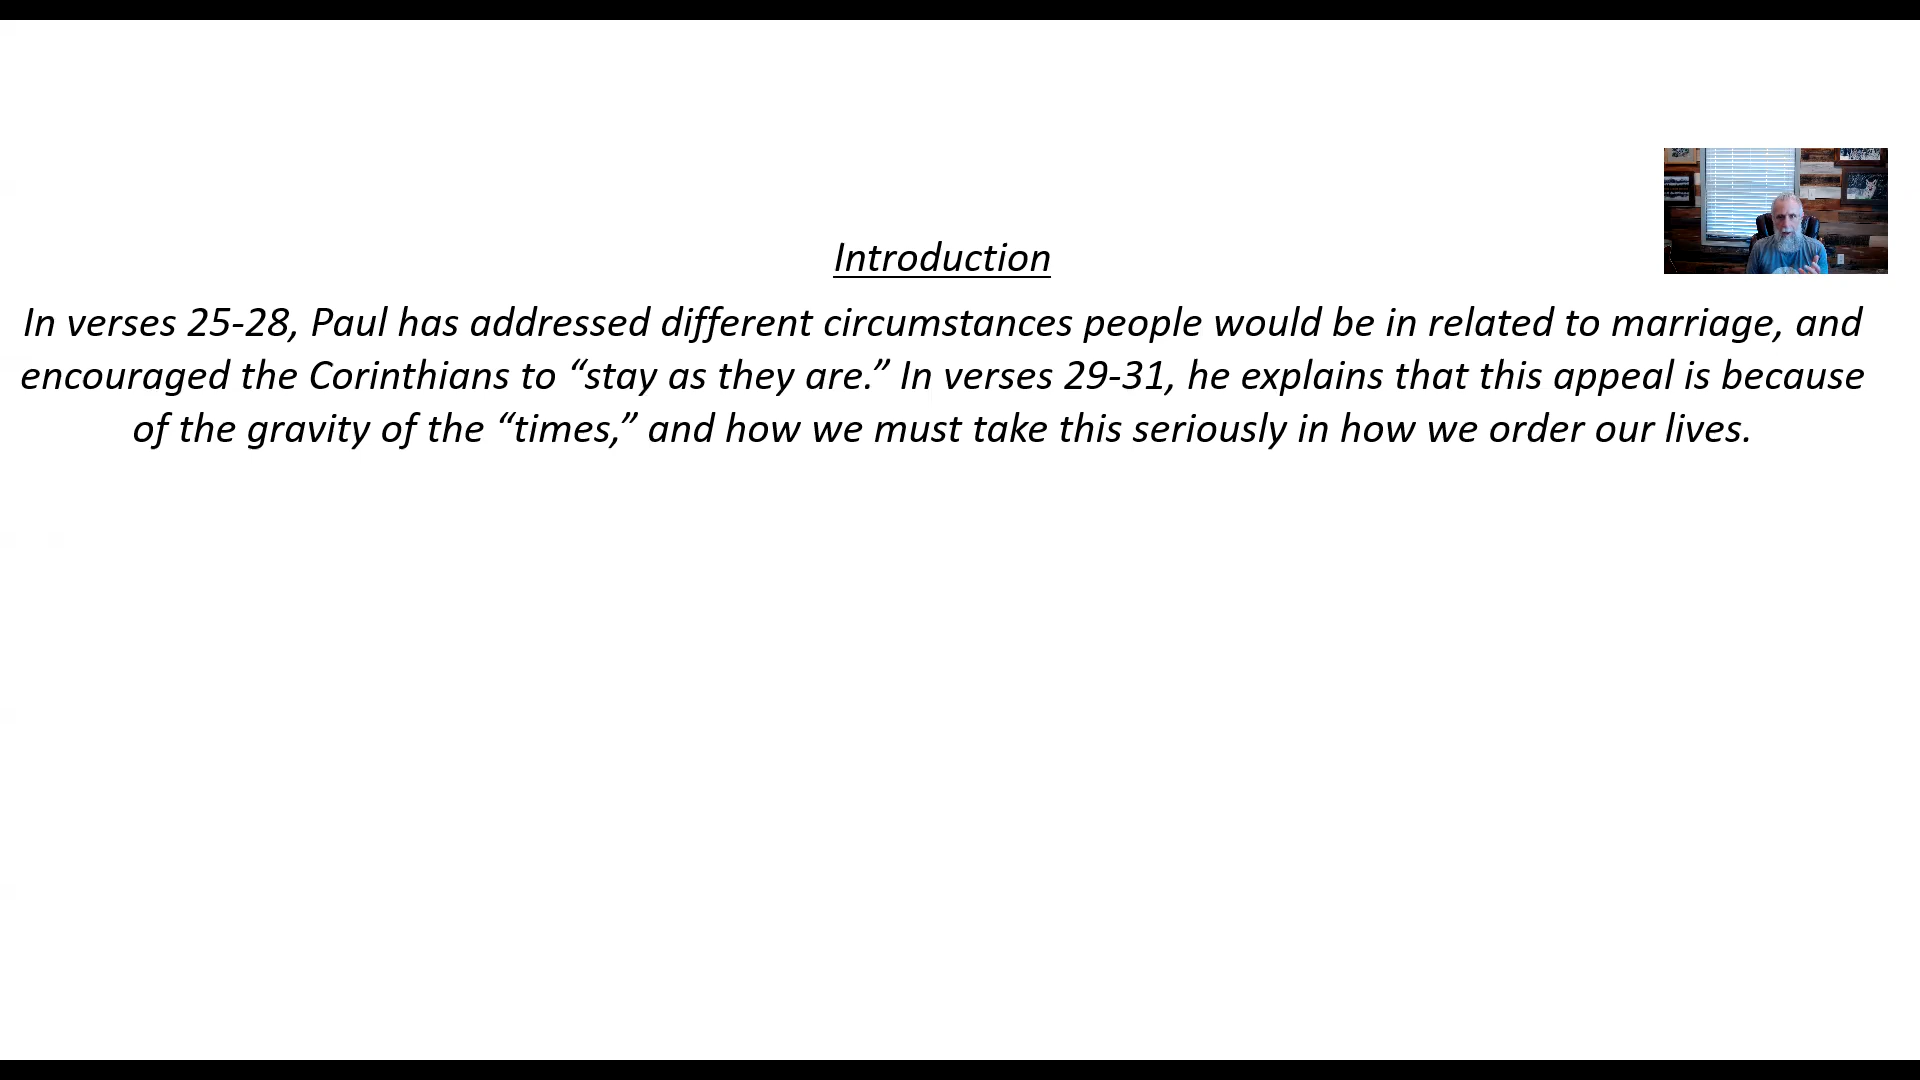 Introduction
In verses 25-28, Paul has addressed different circumstances people would be in related to marriage, and
encouraged the Corinthians to “stay as they are.” In verses 29-31, he explains that this appeal is because
of the gravity of the “times,” and how we must take this seriously in how we order our lives.